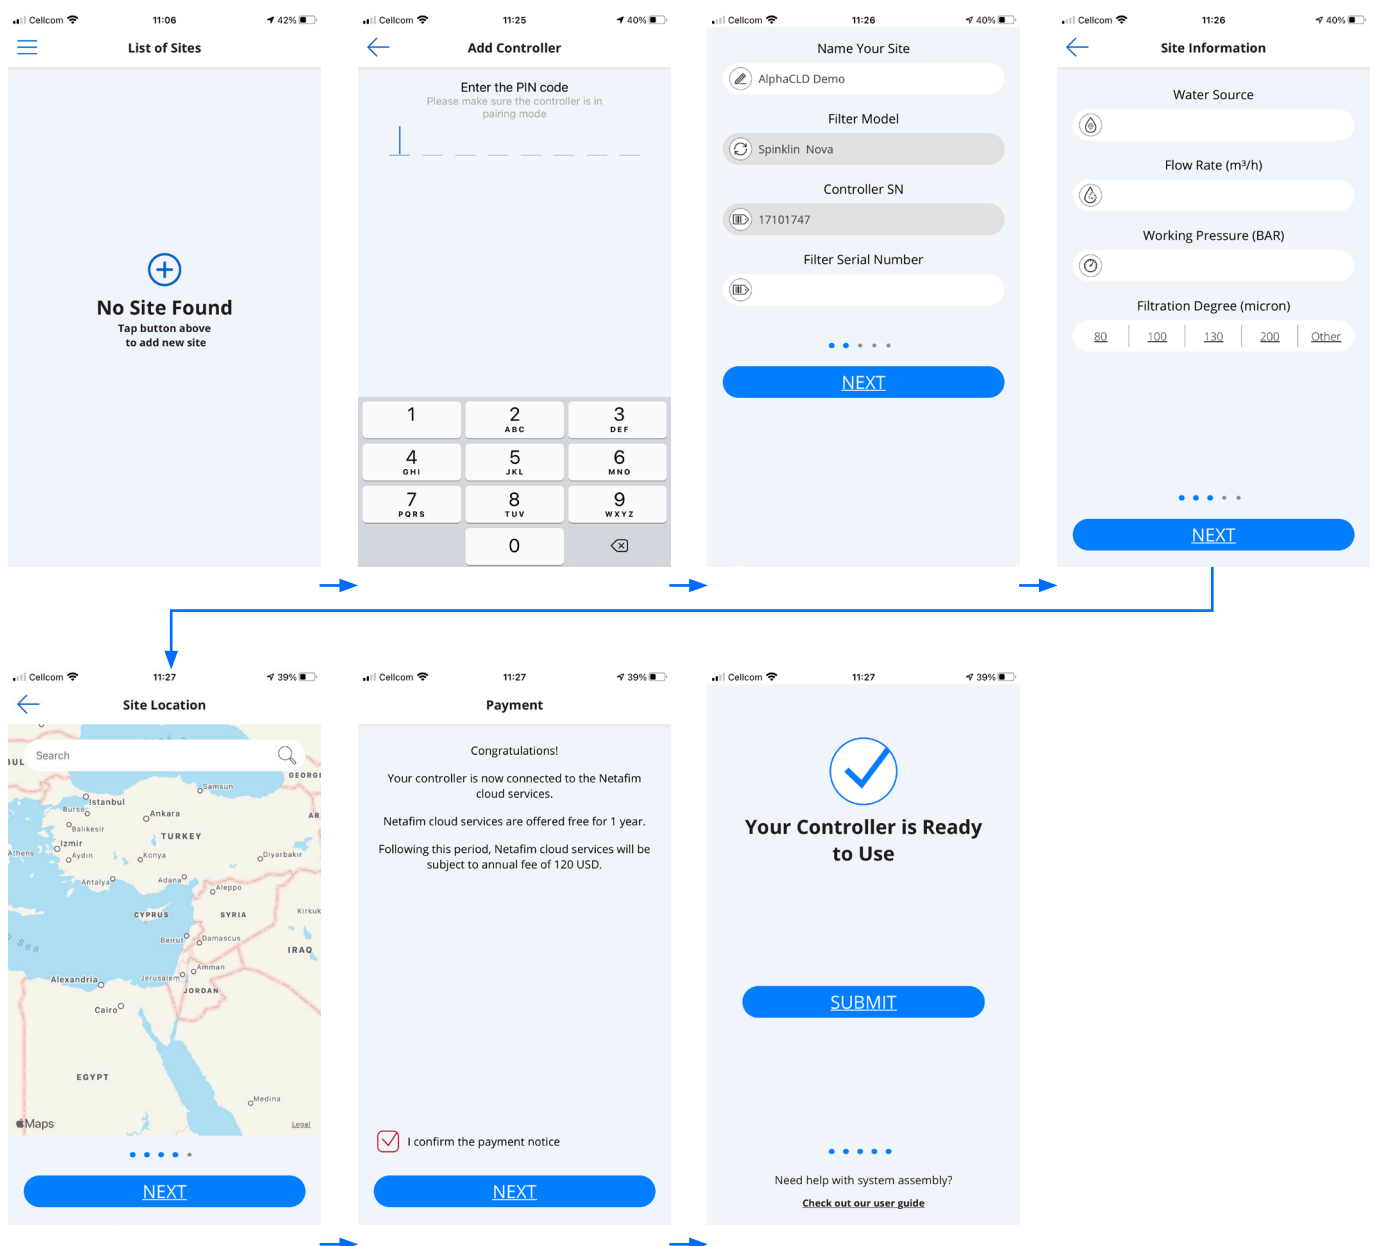 Cellcom 11:06 42%
List of Sites
No Site Found
Tap button above
to add new site
Cellcom 11:25 40%
Add Controller
Enter the PIN code
Please make sure the controller is in
pairing mode
1 2 3
ABC DEF
4 5 6
GHI JKL MNO
7 8 9
PQRS TUV WXYZ
0
Cellcom 11:26 40%
Name Your Site
AlphaCLD Demo
Filter Model
Spinklin Nova
Controller SN
17101747
Filter Serial Number
NEXT
Cellcom 11:26 40%
Site Information
Water Source
Flow Rate (m³/h)
Working Pressure (BAR)
Filtration Degree (micron)
80 100 130 200 Other
NEXT
Cellcom 11:27 39%
Site Location
Search
BUL
GEORGI
Samsun
Istanbul
Bursa
Ankara
AR
Balıkesir
TURKEY
Izmir
Athens
Aydın
Konya
Diyarbakır
Antalya
Adana
Aleppo
CYPRUS
SYRIA
Kirkuk
Sea
Beirut
Damascus
IRAQ
Amman
Alexandria
Jerusalem
JORDAN
Cairo
EGYPT
Medina
Maps
Legal
NEXT
Cellcom 11:27 39%
Payment
Congratulations!
Your controller is now connected to the Netafim
cloud services.
Netafim cloud services are offered free for 1 year.
Following this period, Netafim cloud services will be
subject to annual fee of 120 USD.
I confirm the payment notice
NEXT
Cellcom 11:27 39%
Your Controller is Ready
to Use
SUBMIT
Need help with system assembly?
Check out our user guide